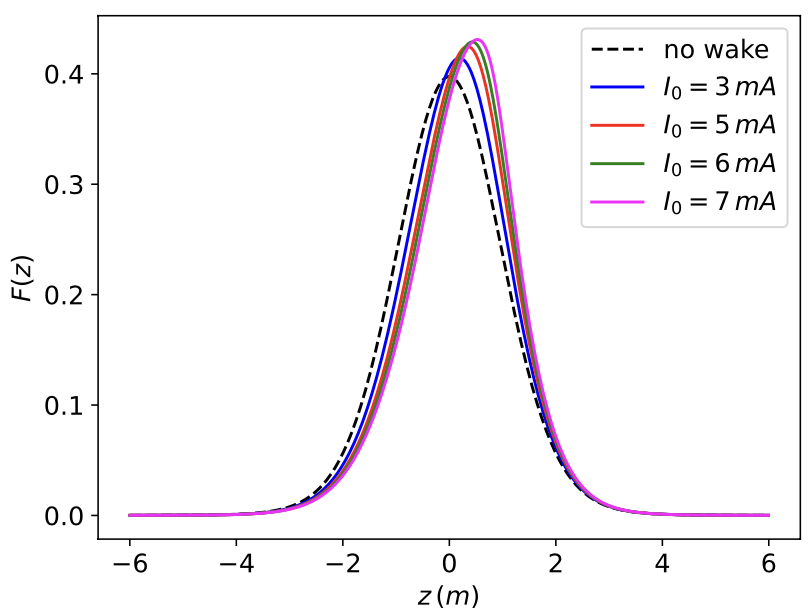 no wake
I₀ = 3 mA
I₀ = 5 mA
I₀ = 6 mA
I₀ = 7 mA
F(z)
0.4
0.3
0.2
0.1
0.0
−6 −4 −2 0 2 4 6
z (m)